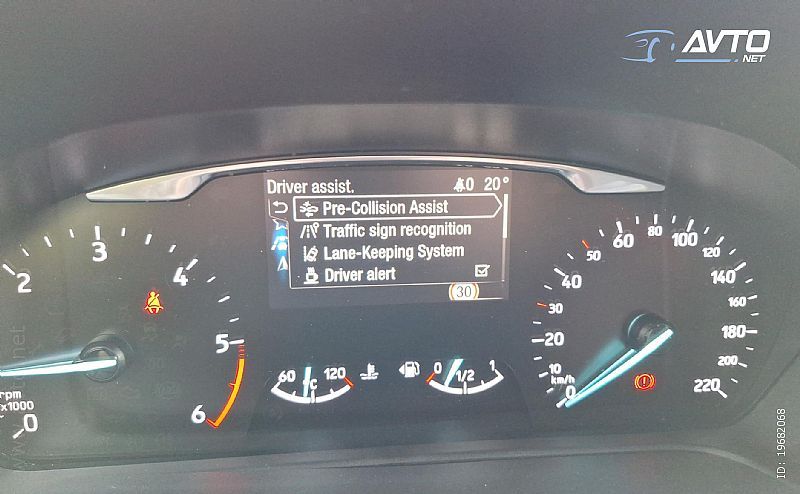 AVTO
.NET
Driver assist.
0 20°
Pre-Collision Assist
Traffic sign recognition
Lane-Keeping System
Driver alert
30
0 2 3 4 5 6
rpm
x1000
60 °C 120
0 1/2 1
0 10 20 30 40 50 60 80 100 120 140 160 180 200 220
km/h
ID: 19682068